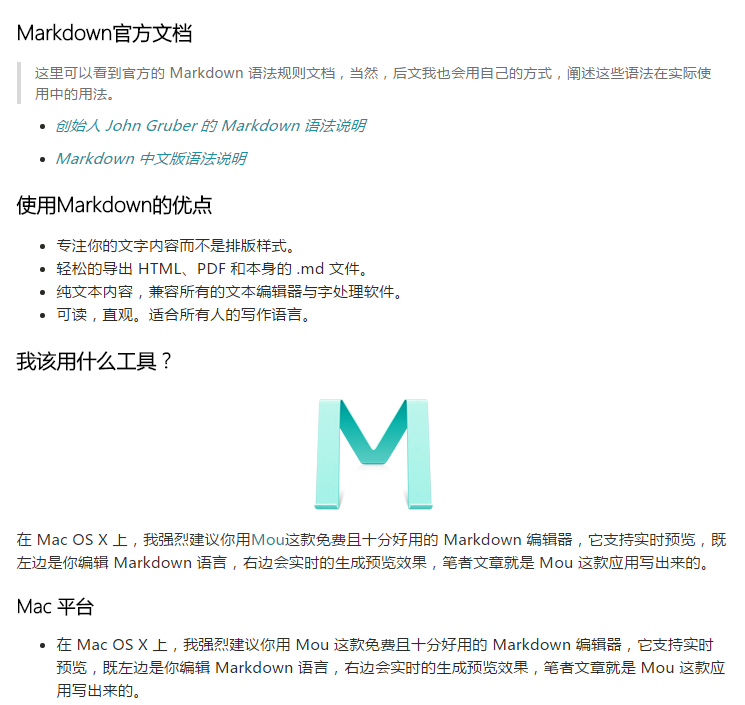 Markdown官方文档
这里可以看到官方的 Markdown 语法规则文档，当然，后文我也会用自己的方式，阐述这些语法在实际使
用中的用法。
创始人 John Gruber 的 Markdown 语法说明
Markdown 中文版语法说明
使用Markdown的优点
专注你的文字内容而不是排版样式。
轻松的导出 HTML、PDF 和本身的 .md 文件。
纯文本内容，兼容所有的文本编辑器与字处理软件。
可读，直观。适合所有人的写作语言。
我该用什么工具？
M
在 Mac OS X 上，我强烈建议你用Mou这款免费且十分好用的 Markdown 编辑器，它支持实时预览，既
左边是你编辑 Markdown 语言，右边会实时的生成预览效果，笔者文章就是 Mou 这款应用写出来的。
Mac 平台
在 Mac OS X 上，我强烈建议你用 Mou 这款免费且十分好用的 Markdown 编辑器，它支持实时
预览，既左边是你编辑 Markdown 语言，右边会实时的生成预览效果，笔者文章就是 Mou 这款应
用写出来的。